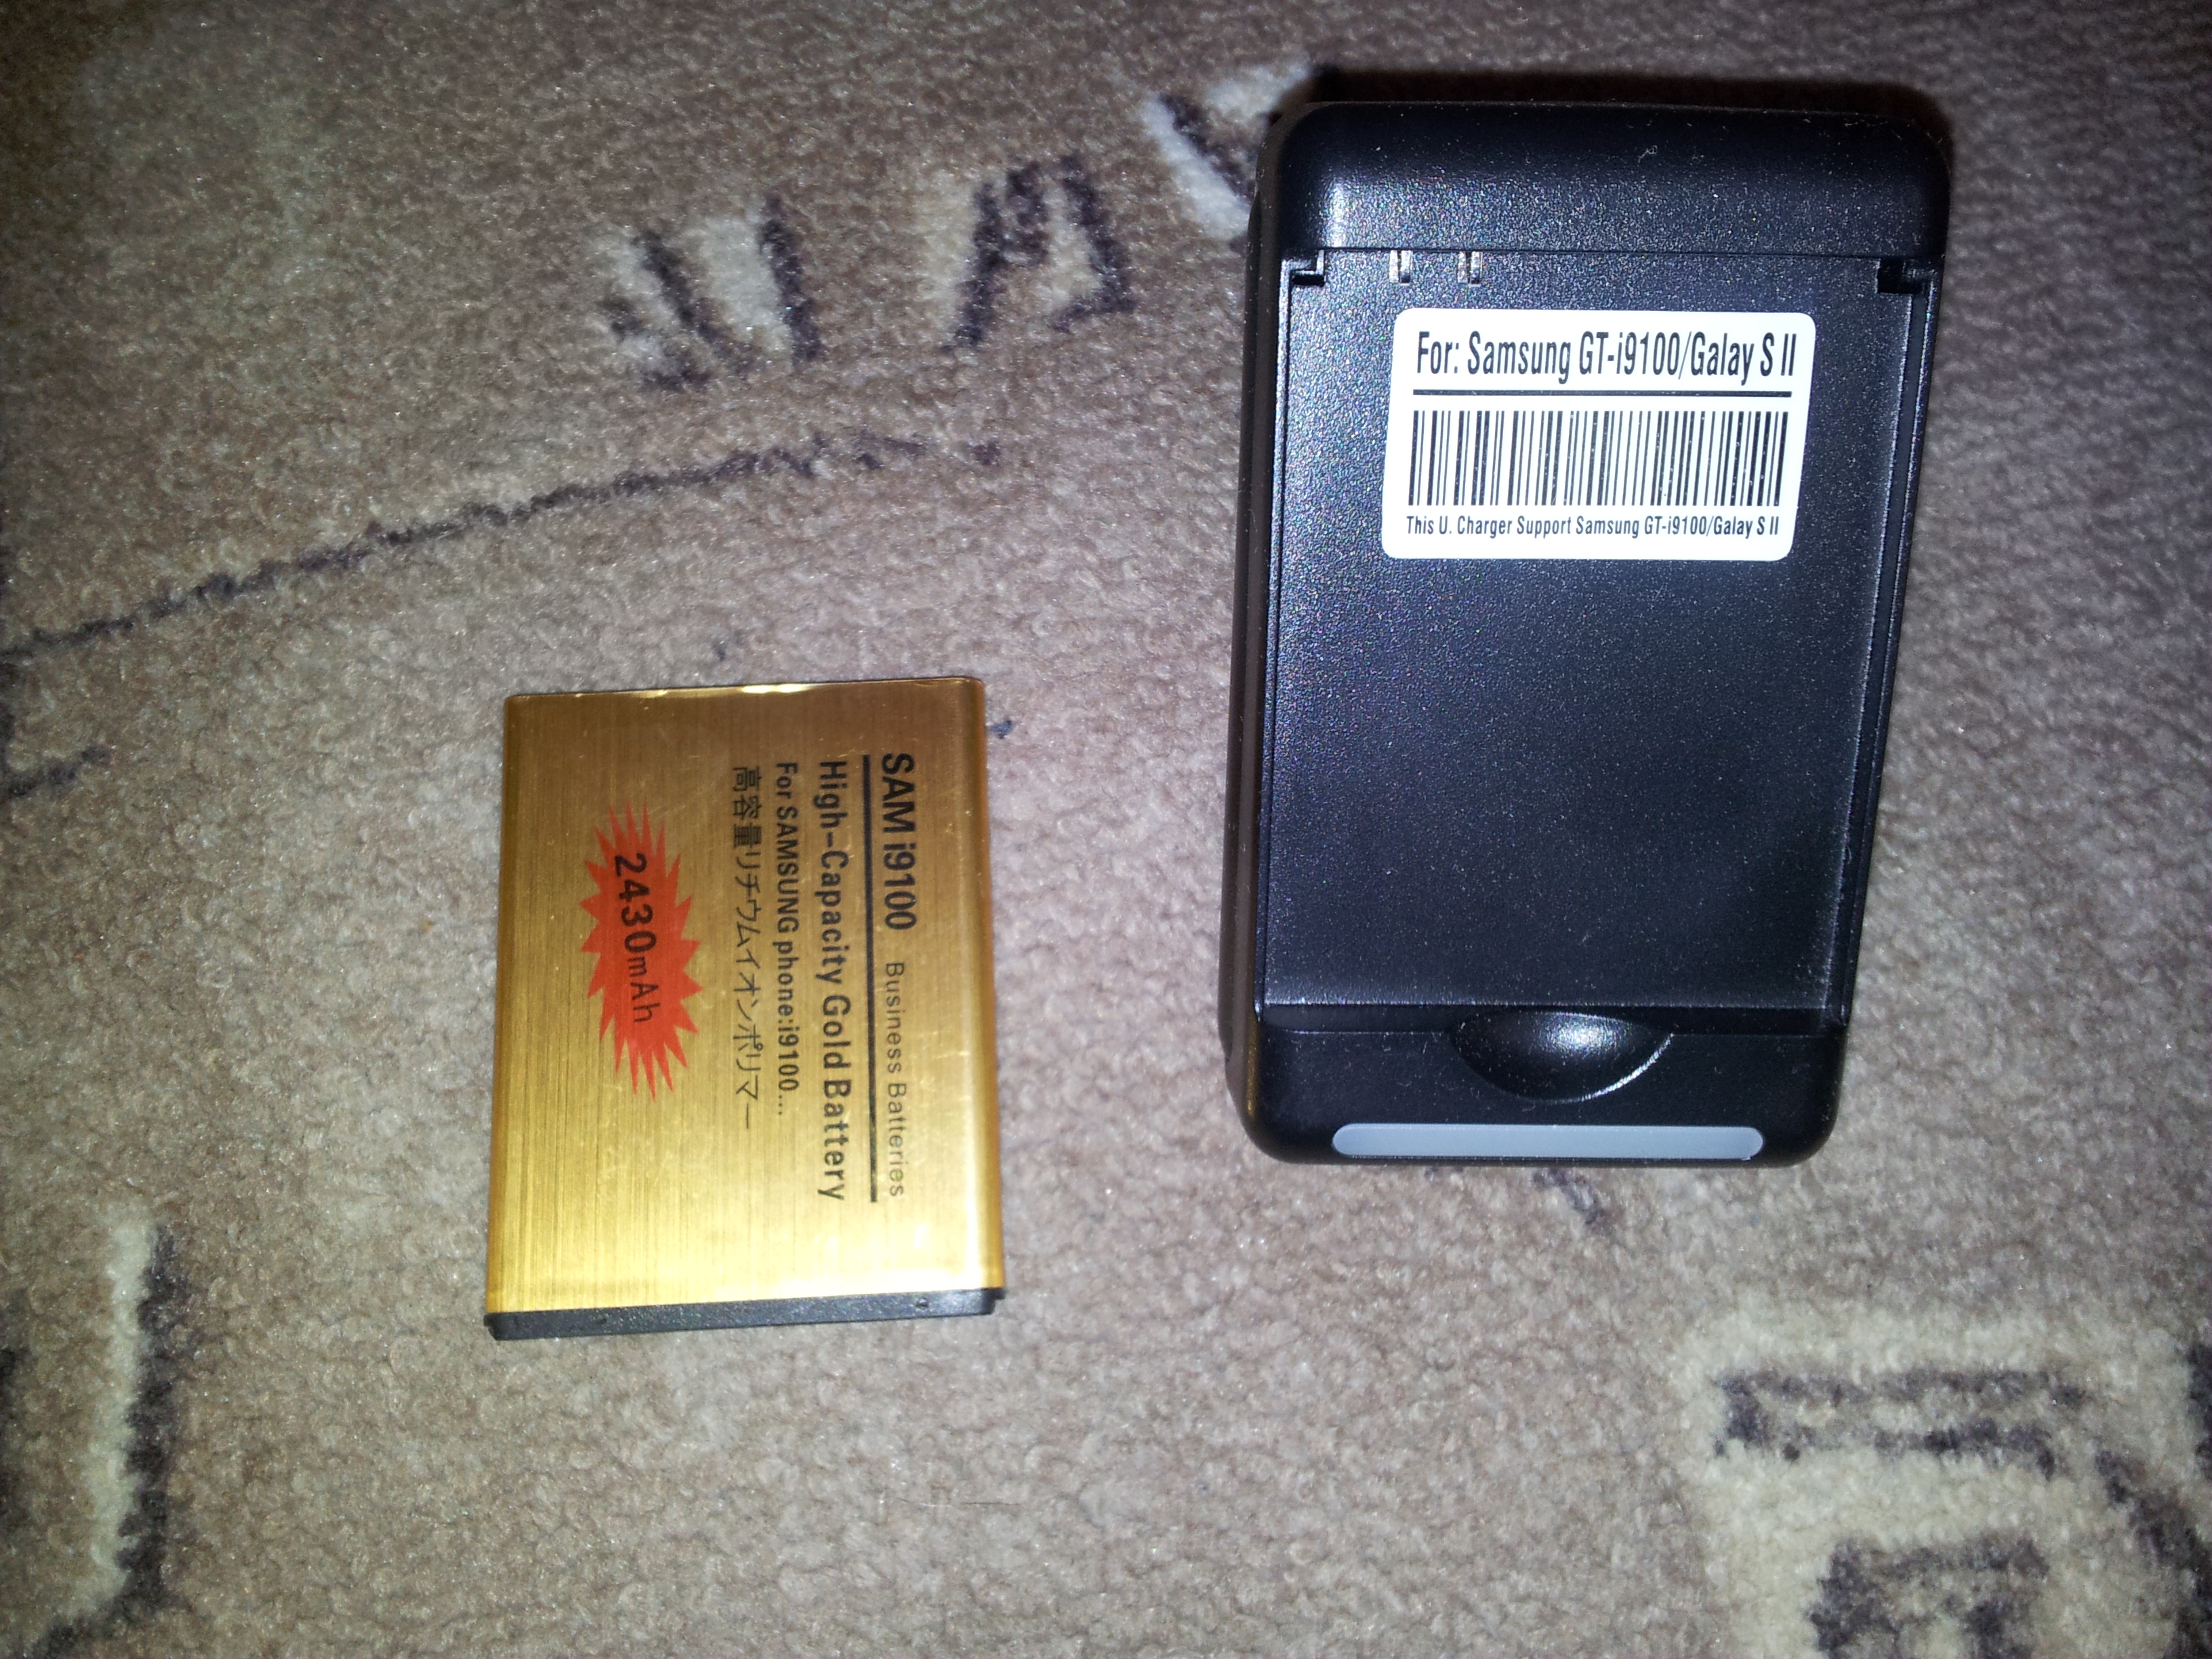 For: Samsung GT-i9100/Galay S II
This U. Charger Support Samsung GT-i9100/Galay S II
SAM i9100 Business Batteries
High-Capacity Gold Battery
For SAMSUNG phone:i9100...
高容量リチウムイオンポリマー
2430mAh